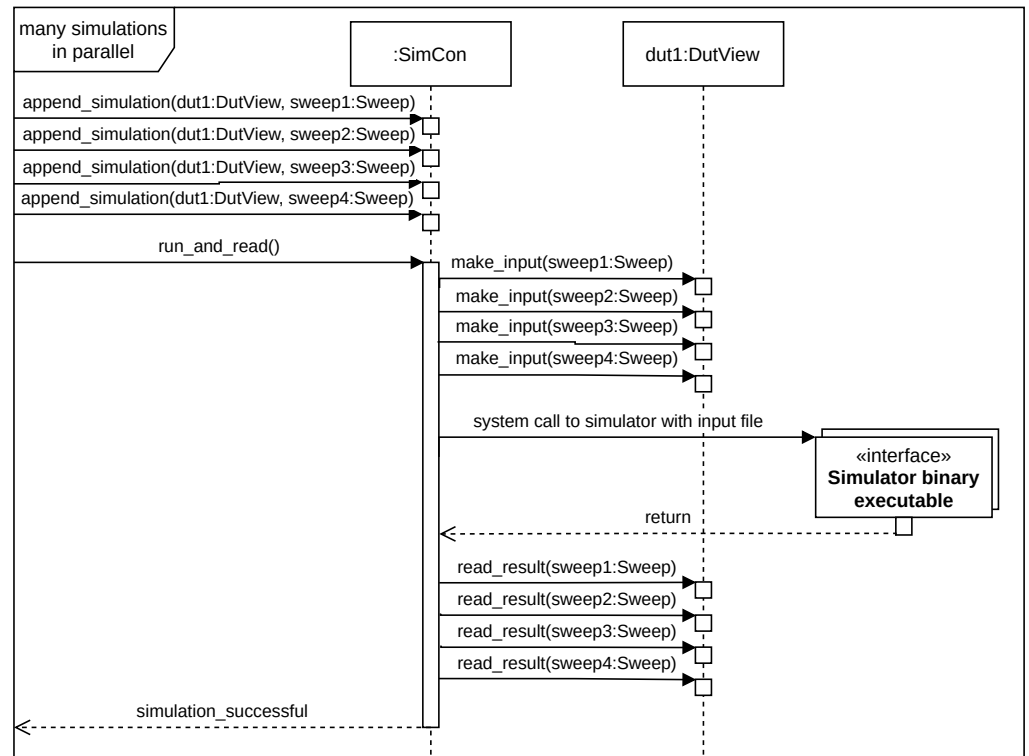 many simulations
in parallel
:SimCon
dut1:DutView
append_simulation(dut1:DutView, sweep1:Sweep)
append_simulation(dut1:DutView, sweep2:Sweep)
append_simulation(dut1:DutView, sweep3:Sweep)
append_simulation(dut1:DutView, sweep4:Sweep)
run_and_read()
make_input(sweep1:Sweep)
make_input(sweep2:Sweep)
make_input(sweep3:Sweep)
make_input(sweep4:Sweep)
system call to simulator with input file
«interface»
Simulator binary
executable
return
read_result(sweep1:Sweep)
read_result(sweep2:Sweep)
read_result(sweep3:Sweep)
read_result(sweep4:Sweep)
simulation_successful